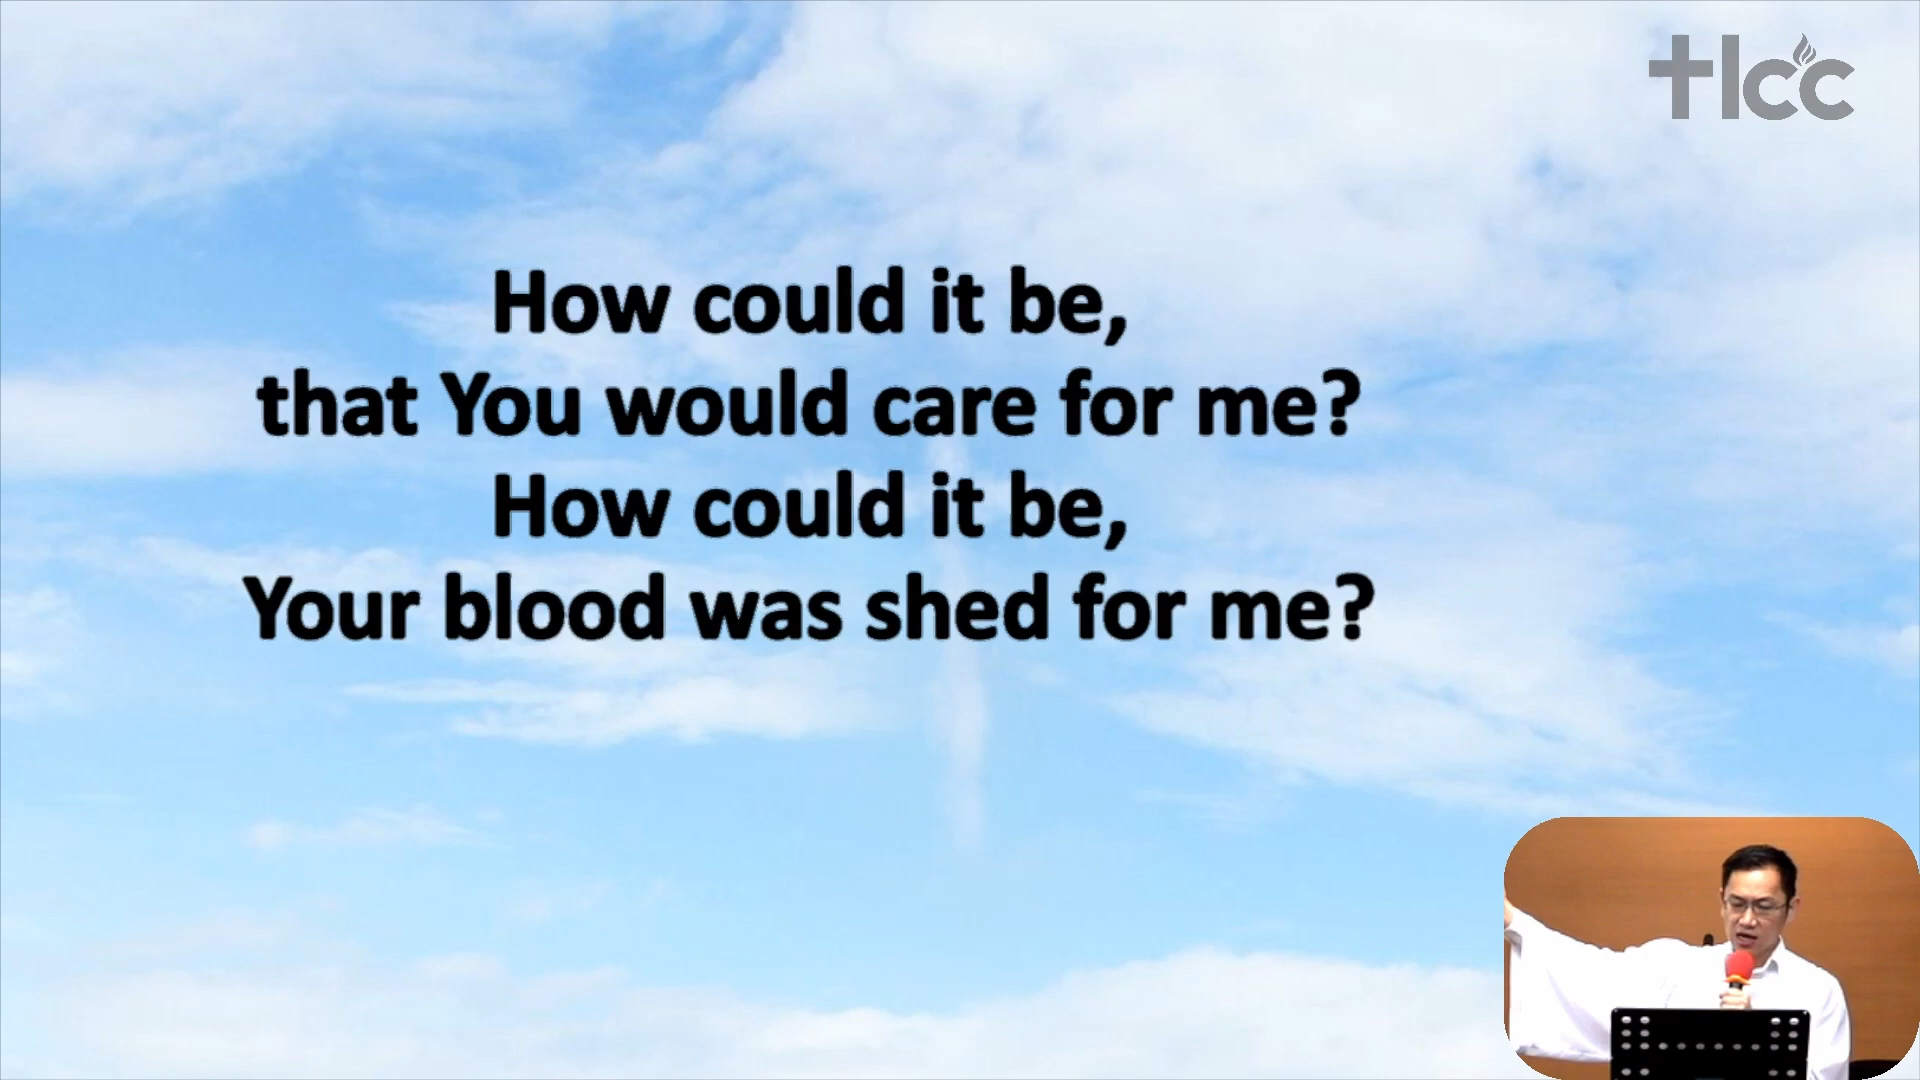 tlcc
How could it be,
that You would care for me?
How could it be,
Your blood was shed for me?